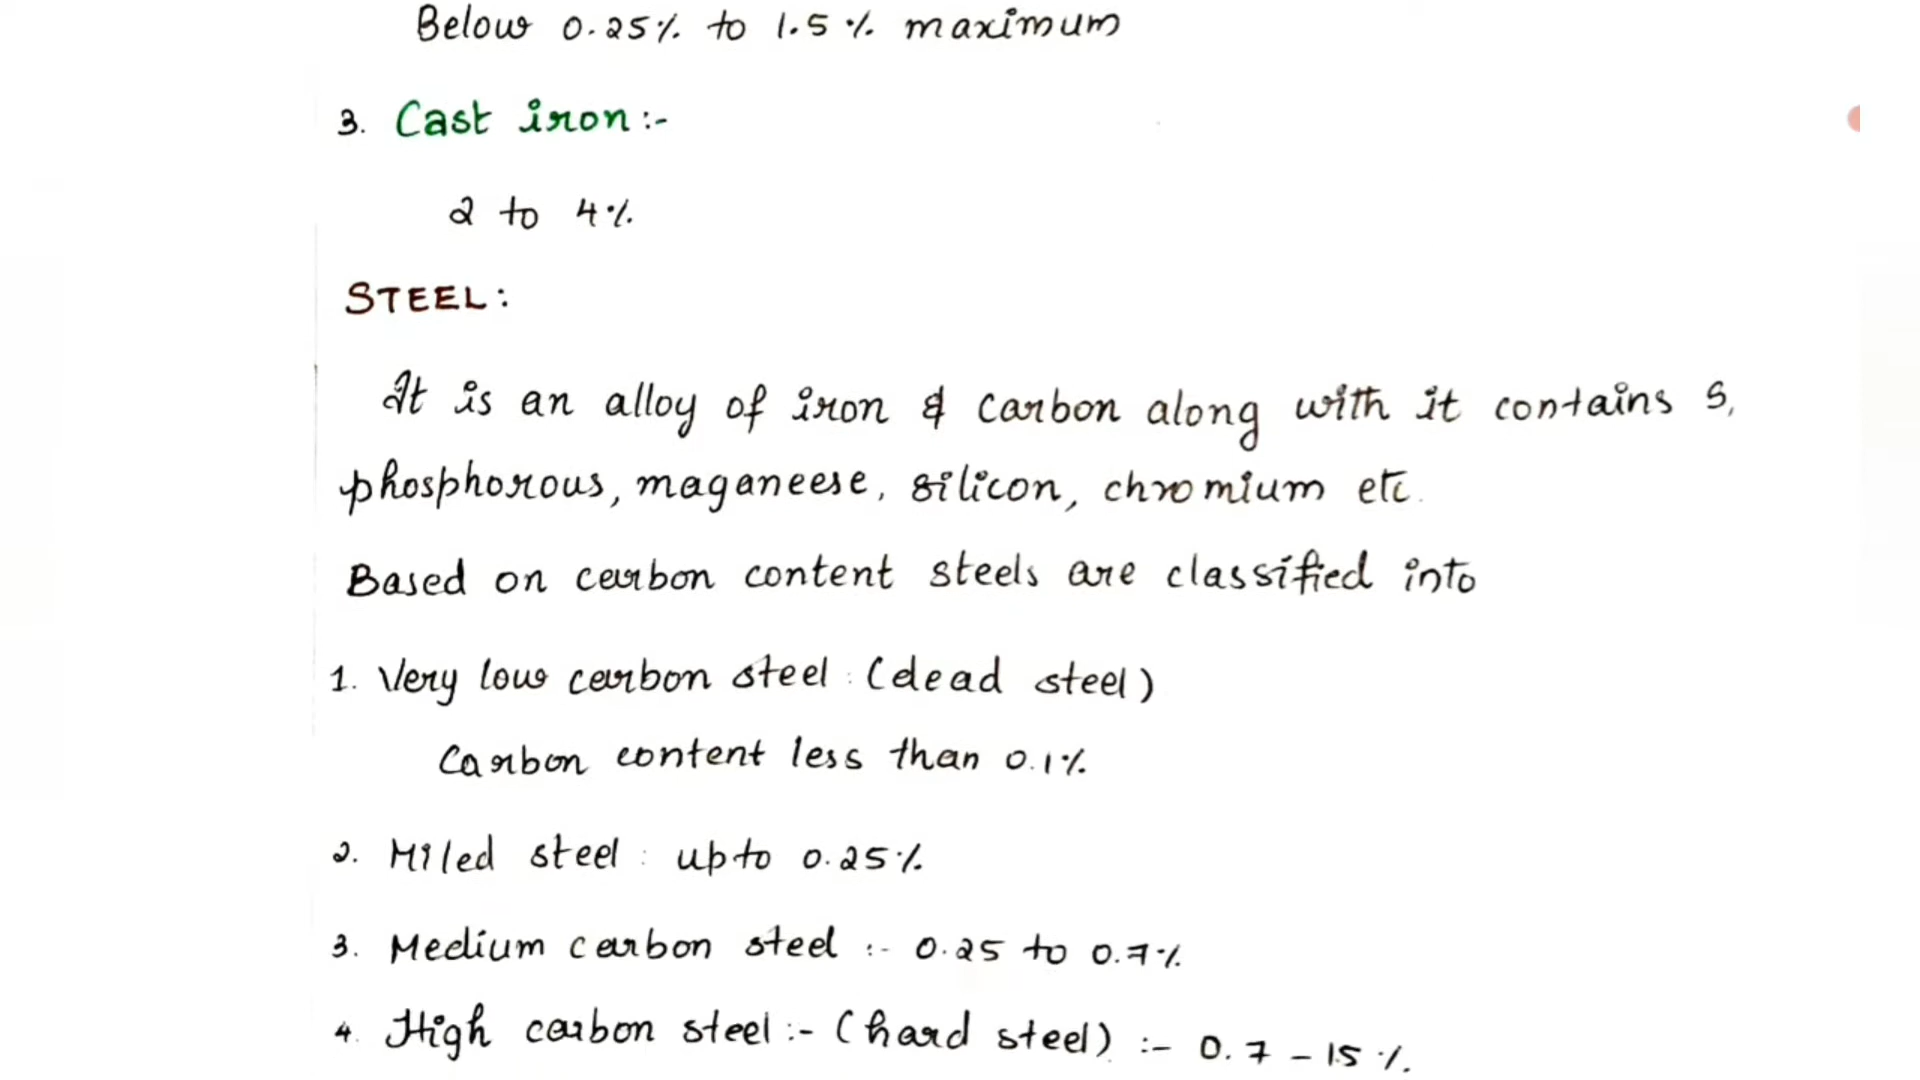 Below 0.25% to 1.5% maximum
3. Cast iron:-
2 to 4%
STEEL:
It is an alloy of iron & carbon along with it contains S,
phosphorous, maganeese, silicon, chromium etc.
Based on carbon content steels are classified into
1. Very low carbon steel: (dead steel)
Carbon content less than 0.1%
2. Miled steel: upto 0.25%
3. Medium carbon steel :- 0.25 to 0.7%
4. High carbon steel:- (hard steel) :- 0.7 - 1.5%